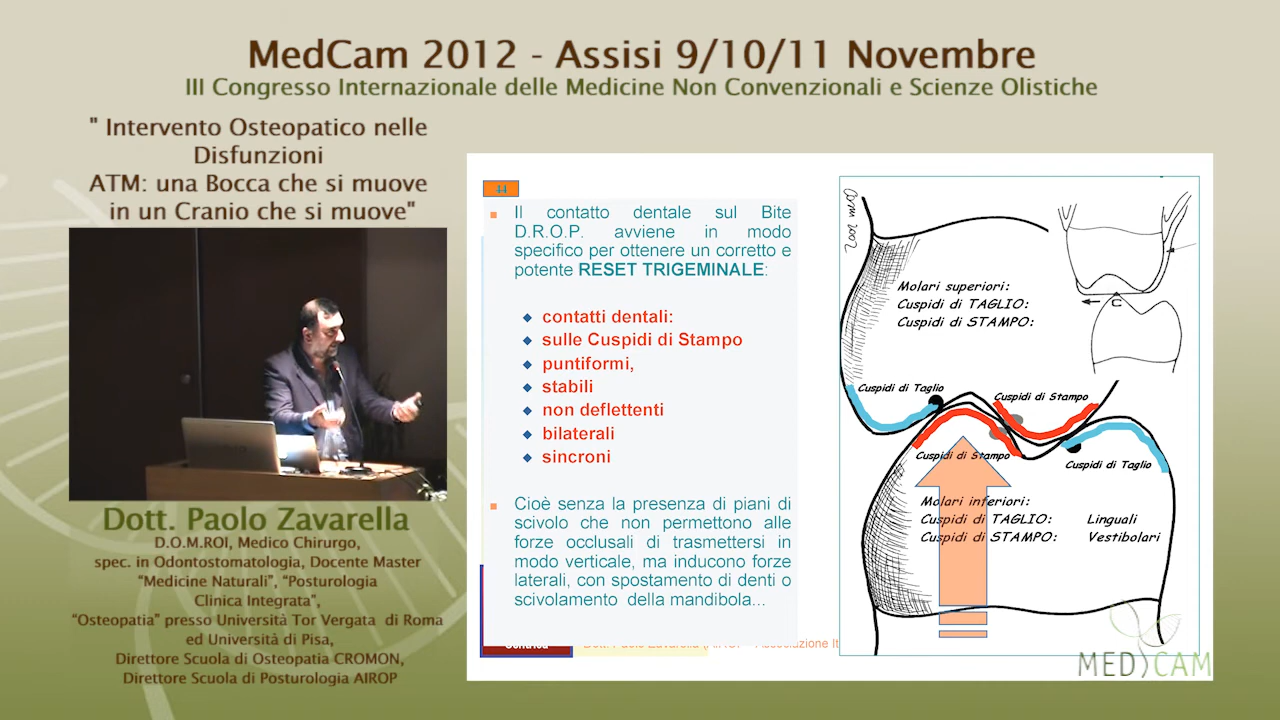 MedCam 2012 - Assisi 9/10/11 Novembre
III Congresso Internazionale delle Medicine Non Convenzionali e Scienze Olistiche
" Intervento Osteopatico nelle
Disfunzioni
ATM: una Bocca che si muove
in un Cranio che si muove"
Dott. Paolo Zavarella
D.O.M.ROI, Medico Chirurgo,
spec. in Odontostomatologia, Docente Master
“Medicine Naturali”, “Posturologia
Clinica Integrata”,
“Osteopatia” presso Università Tor Vergata di Roma
ed Università di Pisa,
Direttore Scuola di Osteopatia CROMON,
Direttore Scuola di Posturologia AIROP
44
Il contatto dentale sul Bite
D.R.O.P. avviene in modo
specifico per ottenere un corretto e
potente RESET TRIGEMINALE:
contatti dentali:
sulle Cuspidi di Stampo
puntiformi,
stabili
non deflettenti
bilaterali
sincroni
Cioè senza la presenza di piani di
scivolo che non permettono alle
forze occlusali di trasmettersi in
modo verticale, ma inducono forze
laterali, con spostamento di denti o
scivolamento della mandibola...
Dott. Paolo Zavarella (AIROP - Associazione It
Molari superiori:
Cuspidi di TAGLIO:
Cuspidi di STAMPO:
C
Cuspidi di Taglio
Cuspidi di Stampo
Cuspidi di Stampo
Cuspidi di Taglio
Molari inferiori:
Cuspidi di TAGLIO: Linguali
Cuspidi di STAMPO: Vestibolari
MED CAM